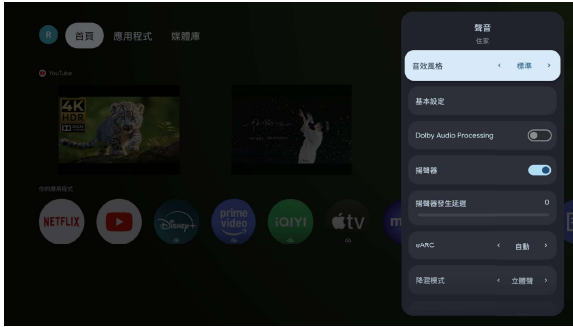 R
首頁
應用程式
媒體庫
YouTube
4K
HDR
你的應用程式
NETFLIX
Disney+
prime
video
iQIYI
tv
m
聲音
住家
音效風格
標準
基本設定
Dolby Audio Processing
揚聲器
揚聲器發生延遲
0
eARC
自動
降混模式
立體聲